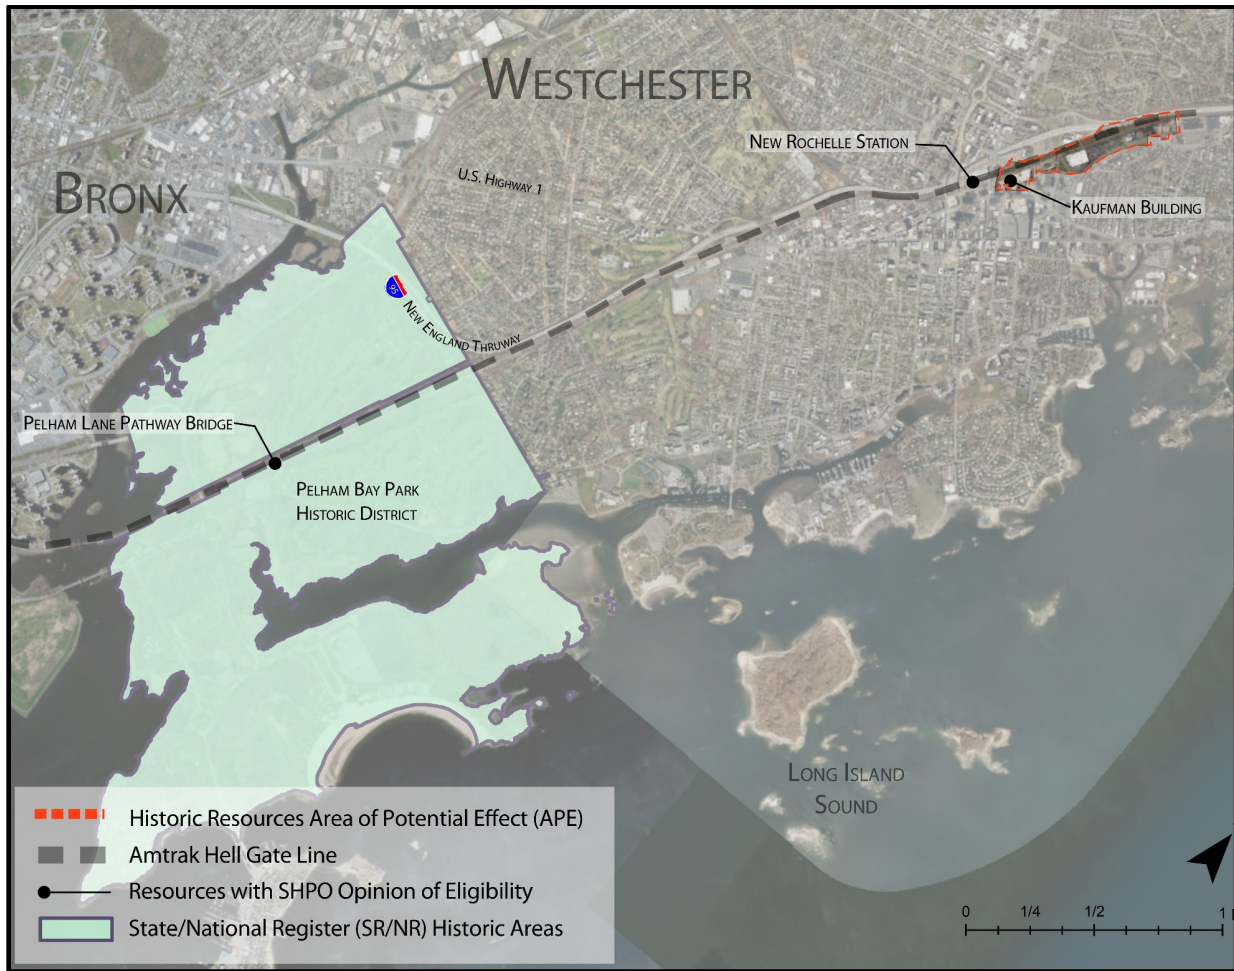 WESTCHESTER
NEW ROCHELLE STATION
BRONX
U.S. HIGHWAY 1
KAUFMAN BUILDING
95
NEW ENGLAND THRUWAY
PELHAM LANE PATHWAY BRIDGE
PELHAM BAY PARK
HISTORIC DISTRICT
LONG ISLAND
SOUND
Historic Resources Area of Potential Effect (APE)
Amtrak Hell Gate Line
Resources with SHPO Opinion of Eligibility
State/National Register (SR/NR) Historic Areas
0 1/4 1/2 1